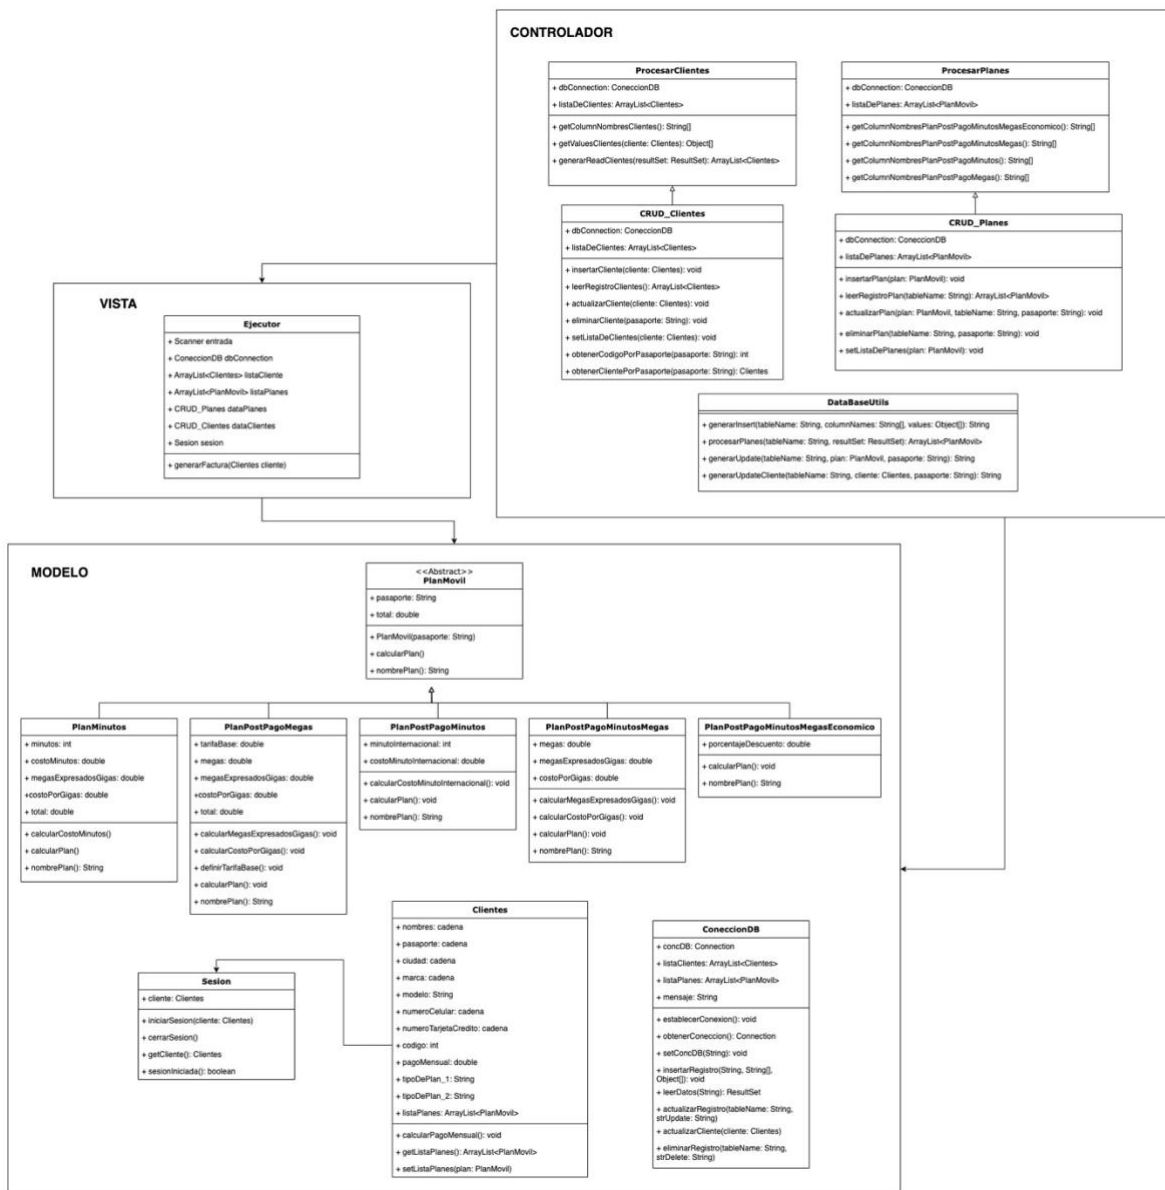 CONTROLADOR
ProcesarClientes
+ dbConnection: ConeccionDB
+ listaDeClientes: ArrayList<Clientes>
+ getColumnNombresClientes(): String[]
+ getValuesClientes(cliente: Clientes): Object[]
+ generarReadClientes(resultSet: ResultSet): ArrayList<Clientes>
ProcesarPlanes
+ dbConnection: ConeccionDB
+ listaDePlanes: ArrayList<PlanMovil>
+ getColumnNombresPlanPostPagoMinutosMegasEconomico(): String[]
+ getColumnNombresPlanPostPagoMinutosMegas(): String[]
+ getColumnNombresPlanPostPagoMinutos(): String[]
+ getColumnNombresPlanPostPagoMegas(): String[]
CRUD_Clientes
+ dbConnection: ConeccionDB
+ listaDeClientes: ArrayList<Clientes>
+ insertarCliente(cliente: Clientes): void
+ leerRegistroClientes(): ArrayList<Clientes>
+ actualizarCliente(cliente: Clientes): void
+ eliminarCliente(pasaporte: String): void
+ setListaDeClientes(cliente: Clientes): void
+ obtenerCodigoPorPasaporte(pasaporte: String): int
+ obtenerClientePorPasaporte(pasaporte: String): Clientes
CRUD_Planes
+ dbConnection: ConeccionDB
+ listaDePlanes: ArrayList<PlanMovil>
+ insertarPlan(plan: PlanMovil): void
+ leerRegistroPlan(tableName: String): ArrayList<PlanMovil>
+ actualizarPlan(plan: PlanMovil, tableName: String, pasaporte: String): void
+ eliminarPlan(tableName: String, pasaporte: String): void
+ setListaDePlanes(plan: PlanMovil): void
DataBaseUtils
+ generarInsert(tableName: String, columnNames: String[], values: Object[]): String
+ procesarPlanes(tableName: String, resultSet: ResultSet): ArrayList<PlanMovil>
+ generarUpdate(tableName: String, plan: PlanMovil, pasaporte: String): String
+ generarUpdateCliente(tableName: String, cliente: Clientes, pasaporte: String): String
VISTA
Ejecutor
+ Scanner entrada
+ ConeccionDB dbConnection
+ ArrayList<Clientes> listaCliente
+ ArrayList<PlanMovil> listaPlanes
+ CRUD_Planes dataPlanes
+ CRUD_Clientes dataClientes
+ Sesion sesion
+ generarFactura(Clientes cliente)
MODELO
<<Abstract>>
PlanMovil
+ pasaporte: String
+ total: double
+ PlanMovil(pasaporte: String)
+ calcularPlan()
+ nombrePlan(): String
PlanMinutos
+ minutos: int
+ costoMinutos: double
+ megasExpresadosGigas: double
+costoPorGigas: double
+ total: double
+ calcularCostoMinutos()
+ calcularPlan()
+ nombrePlan(): String
PlanPostPagoMegas
+ tarifaBase: double
+ megas: double
+ megasExpresadosGigas: double
+costoPorGigas: double
+ total: double
+ calcularMegasExpresadosGigas(): void
+ calcularCostoPorGigas(): void
+ definirTarifaBase(): void
+ calcularPlan(): void
+ nombrePlan(): String
PlanPostPagoMinutos
+ minutoInternacional: int
+ costoMinutoInternacional: double
+ calcularCostoMinutoInternacional(): void
+ calcularPlan(): void
+ nombrePlan(): String
PlanPostPagoMinutosMegas
+ megas: double
+ megasExpresadosGigas: double
+ costoPorGigas: double
+ calcularMegasExpresadosGigas(): void
+ calcularCostoPorGigas(): void
+ calcularPlan(): void
+ nombrePlan(): String
PlanPostPagoMinutosMegasEconomico
+ porcentajeDescuento: double
+ calcularPlan(): void
+ nombrePlan(): String
Sesion
+ cliente: Clientes
+ iniciarSesion(cliente: Clientes)
+ cerrarSesion()
+ getCliente(): Clientes
+ sesionIniciada(): boolean
Clientes
+ nombres: cadena
+ pasaporte: cadena
+ ciudad: cadena
+ marca: cadena
+ modelo: String
+ numeroCelular: cadena
+ numeroTarjetaCredito: cadena
+ codigo: int
+ pagoMensual: double
+ tipoDePlan_1: String
+ tipoDePlan_2: String
+ listaPlanes: ArrayList<PlanMovil>
+ calcularPagoMensual(): void
+ getListaPlanes(): ArrayList<PlanMovil>
+ setListaPlanes(plan: PlanMovil)
ConeccionDB
+ concDB: Connection
+ listaClientes: ArrayList<Clientes>
+ listaPlanes: ArrayList<PlanMovil>
+ mensaje: String
+ establecerConexion(): void
+ obtenerConeccion(): Connection
+ setConcDB(String): void
+ insertarRegistro(String, String[],
Object[]): void
+ leerDatos(String): ResultSet
+ actualizarRegistro(tableName: String,
strUpdate: String)
+ actualizarCliente(cliente: Clientes)
+ eliminarRegistro(tableName: String,
strDelete: String)